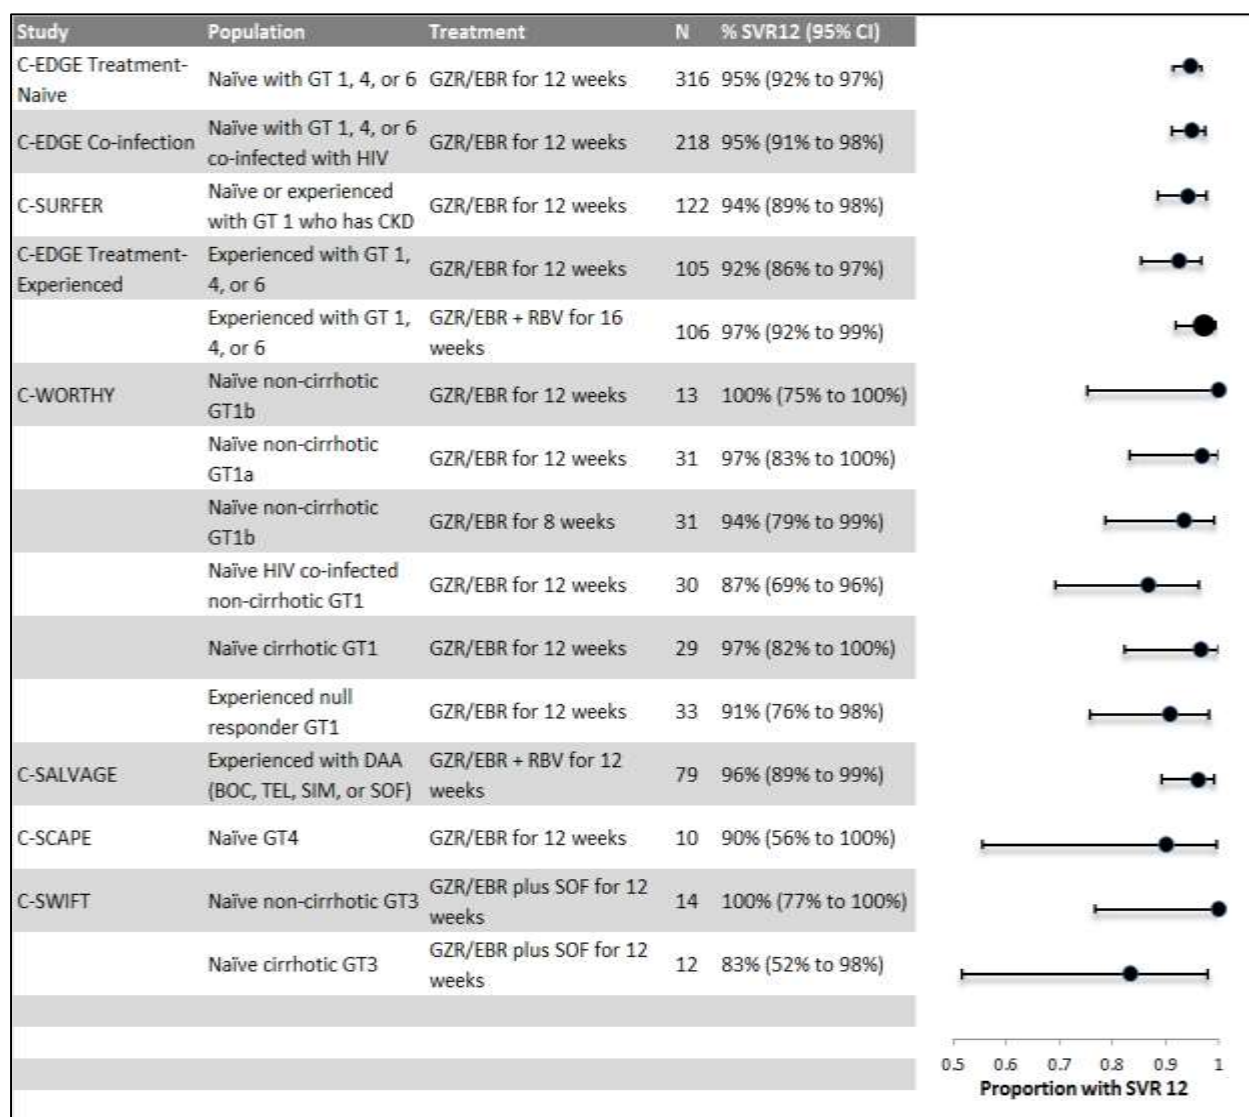 Study Population Treatment N % SVR12 (95% CI)
C-EDGE Treatment-
Naïve
Naïve with GT 1, 4, or 6 GZR/EBR for 12 weeks 316 95% (92% to 97%)
C-EDGE Co-infection
Naïve with GT 1, 4, or 6
co-infected with HIV
GZR/EBR for 12 weeks 218 95% (91% to 98%)
C-SURFER
Naïve or experienced
with GT 1 who has CKD
GZR/EBR for 12 weeks 122 94% (89% to 98%)
C-EDGE Treatment-
Experienced
Experienced with GT 1,
4, or 6
GZR/EBR for 12 weeks 105 92% (86% to 97%)
Experienced with GT 1,
4, or 6
GZR/EBR + RBV for 16
weeks
106 97% (92% to 99%)
C-WORTHY
Naïve non-cirrhotic
GT1b
GZR/EBR for 12 weeks 13 100% (75% to 100%)
Naïve non-cirrhotic
GT1a
GZR/EBR for 12 weeks 31 97% (83% to 100%)
Naïve non-cirrhotic
GT1b
GZR/EBR for 8 weeks 31 94% (79% to 99%)
Naïve HIV co-infected
non-cirrhotic GT1
GZR/EBR for 12 weeks 30 87% (69% to 96%)
Naïve cirrhotic GT1 GZR/EBR for 12 weeks 29 97% (82% to 100%)
Experienced null
responder GT1
GZR/EBR for 12 weeks 33 91% (76% to 98%)
C-SALVAGE
Experienced with DAA
(BOC, TEL, SIM, or SOF)
GZR/EBR + RBV for 12
weeks
79 96% (89% to 99%)
C-SCAPE Naïve GT4 GZR/EBR for 12 weeks 10 90% (56% to 100%)
C-SWIFT Naïve non-cirrhotic GT3
GZR/EBR plus SOF for 12
weeks
14 100% (77% to 100%)
Naïve cirrhotic GT3
GZR/EBR plus SOF for 12
weeks
12 83% (52% to 98%)
0.5 0.6 0.7 0.8 0.9 1
Proportion with SVR 12